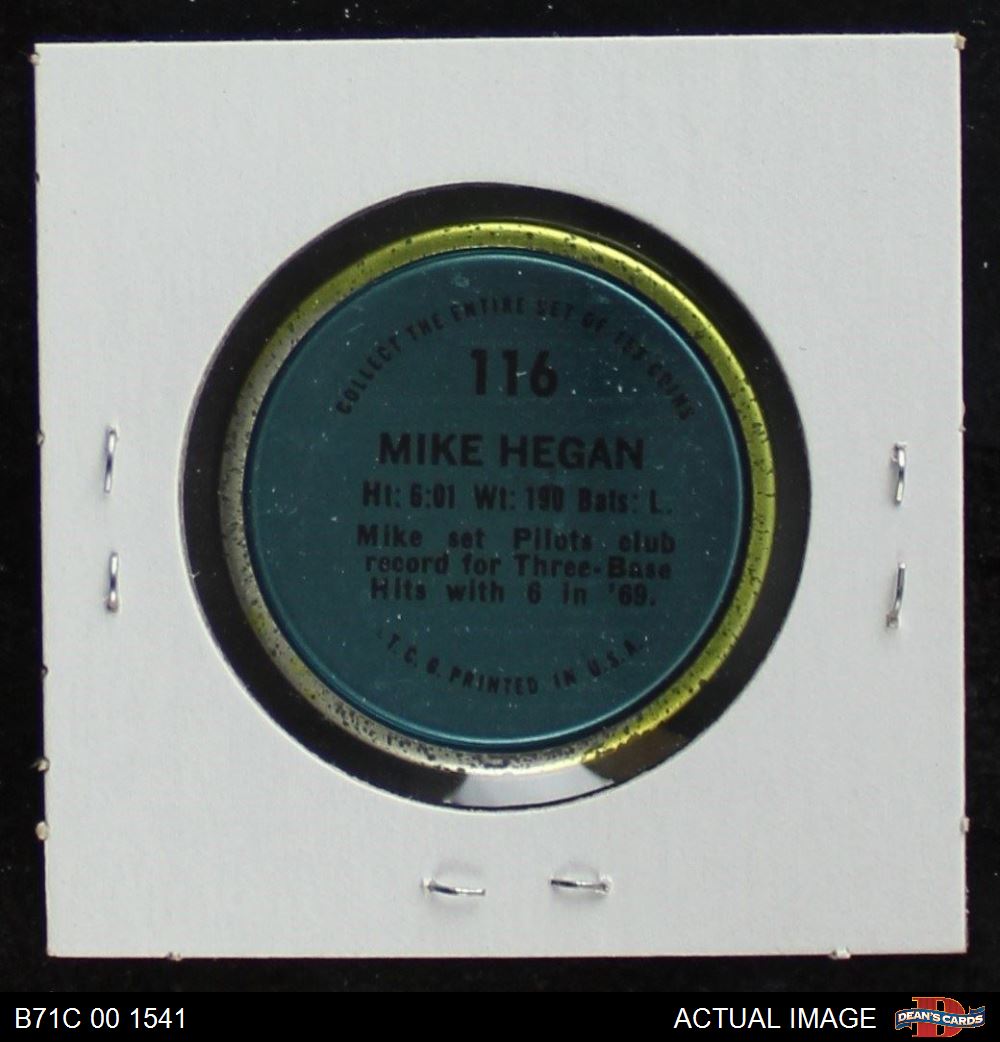 COLLECT THE ENTIRE SET OF 153 COINS
116
MIKE HEGAN
Ht: 6:01 Wt: 190 Bats: L.
Mike set Pilots club
record for Three-Base
Hits with 6 in '69.
T.C.G. PRINTED IN U.S.A.
B71C 00 1541
ACTUAL IMAGE
DEAN'S CARDS